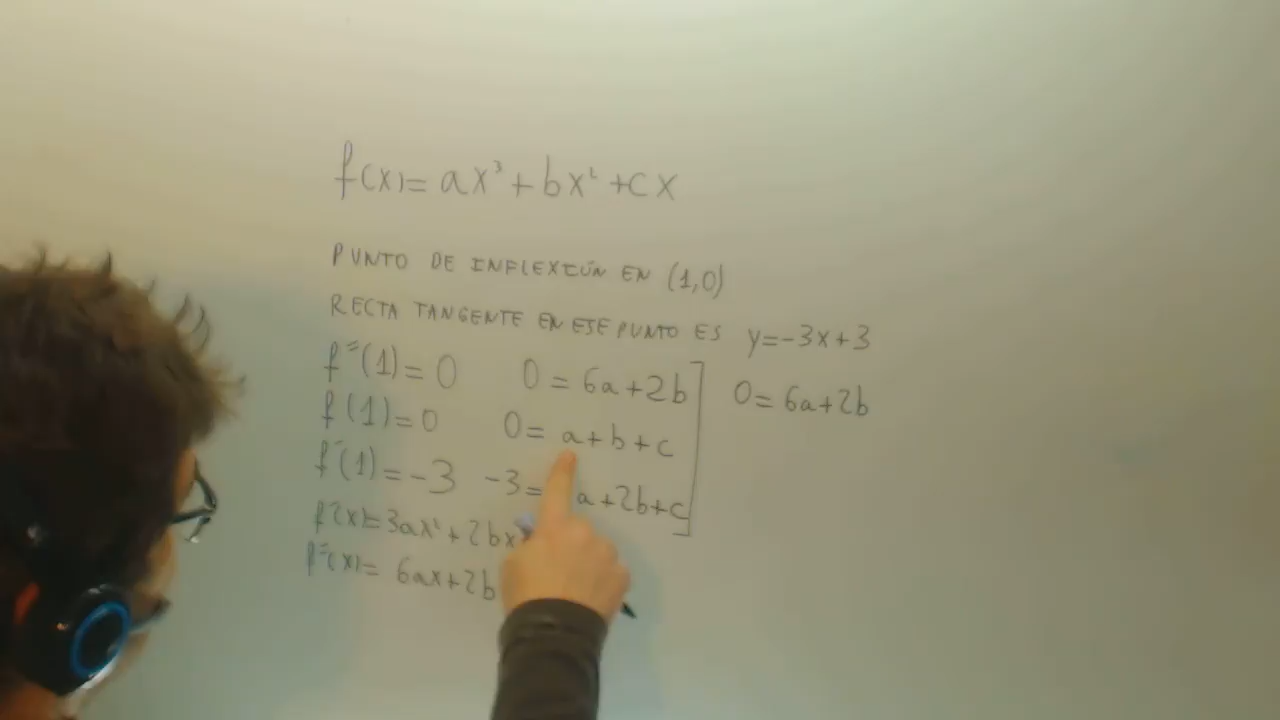 f(x)= ax³+bx²+cx
PUNTO DE INFLEXIÓN EN (1,0)
RECTA TANGENTE EN ESE PUNTO ES y=-3x+3
f''(1)=0 0=6a+2b 0=6a+2b
f(1)=0 0=a+b+c
f'(1)=-3 -3= a+2b+c
f'(x)=3ax²+2bx
f''(x)= 6ax+2b